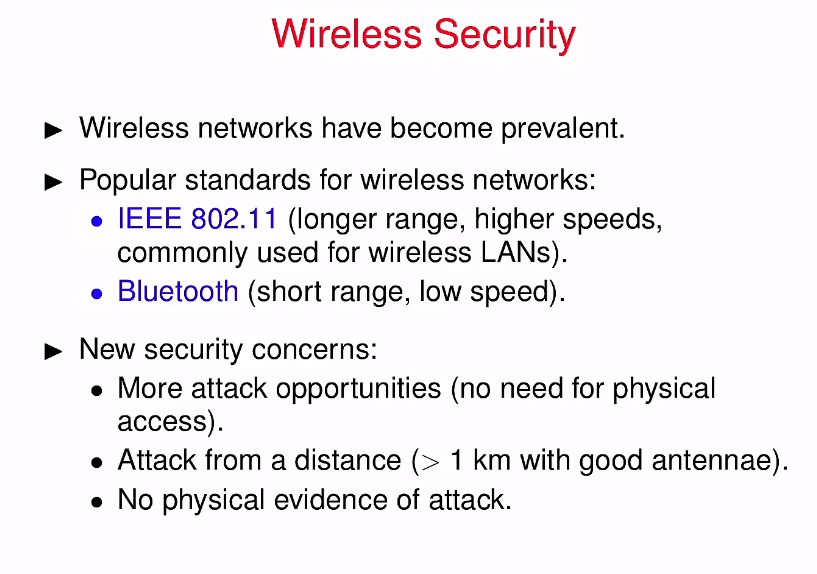 Wireless Security
▶ Wireless networks have become prevalent.
▶ Popular standards for wireless networks:
• IEEE 802.11 (longer range, higher speeds,
commonly used for wireless LANs).
• Bluetooth (short range, low speed).
▶ New security concerns:
• More attack opportunities (no need for physical
access).
• Attack from a distance (> 1 km with good antennae).
• No physical evidence of attack.